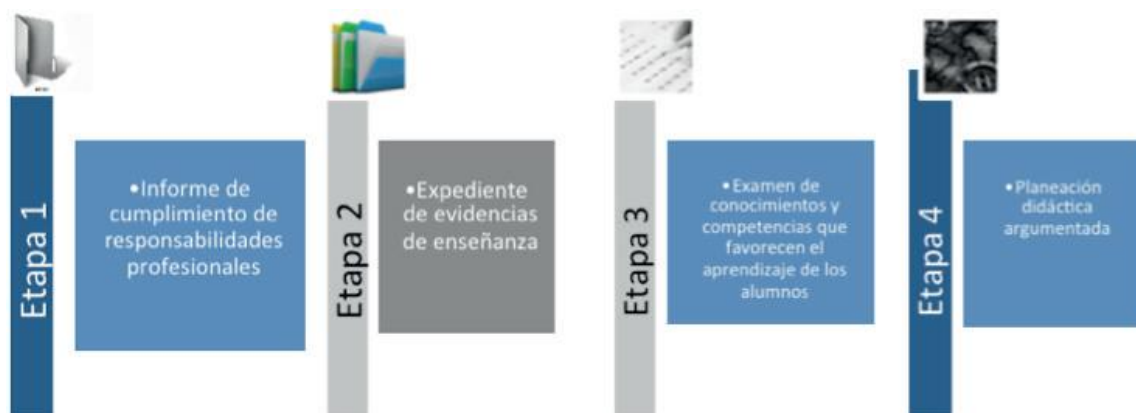 Etapa 1
•Informe de
cumplimiento de
responsabilidades
profesionales
Etapa 2
•Expediente
de evidencias
de enseñanza
Etapa 3
•Examen de
conocimientos y
competencias que
favorecen el
aprendizaje de los
alumnos
Etapa 4
•Planeación
didáctica
argumentada